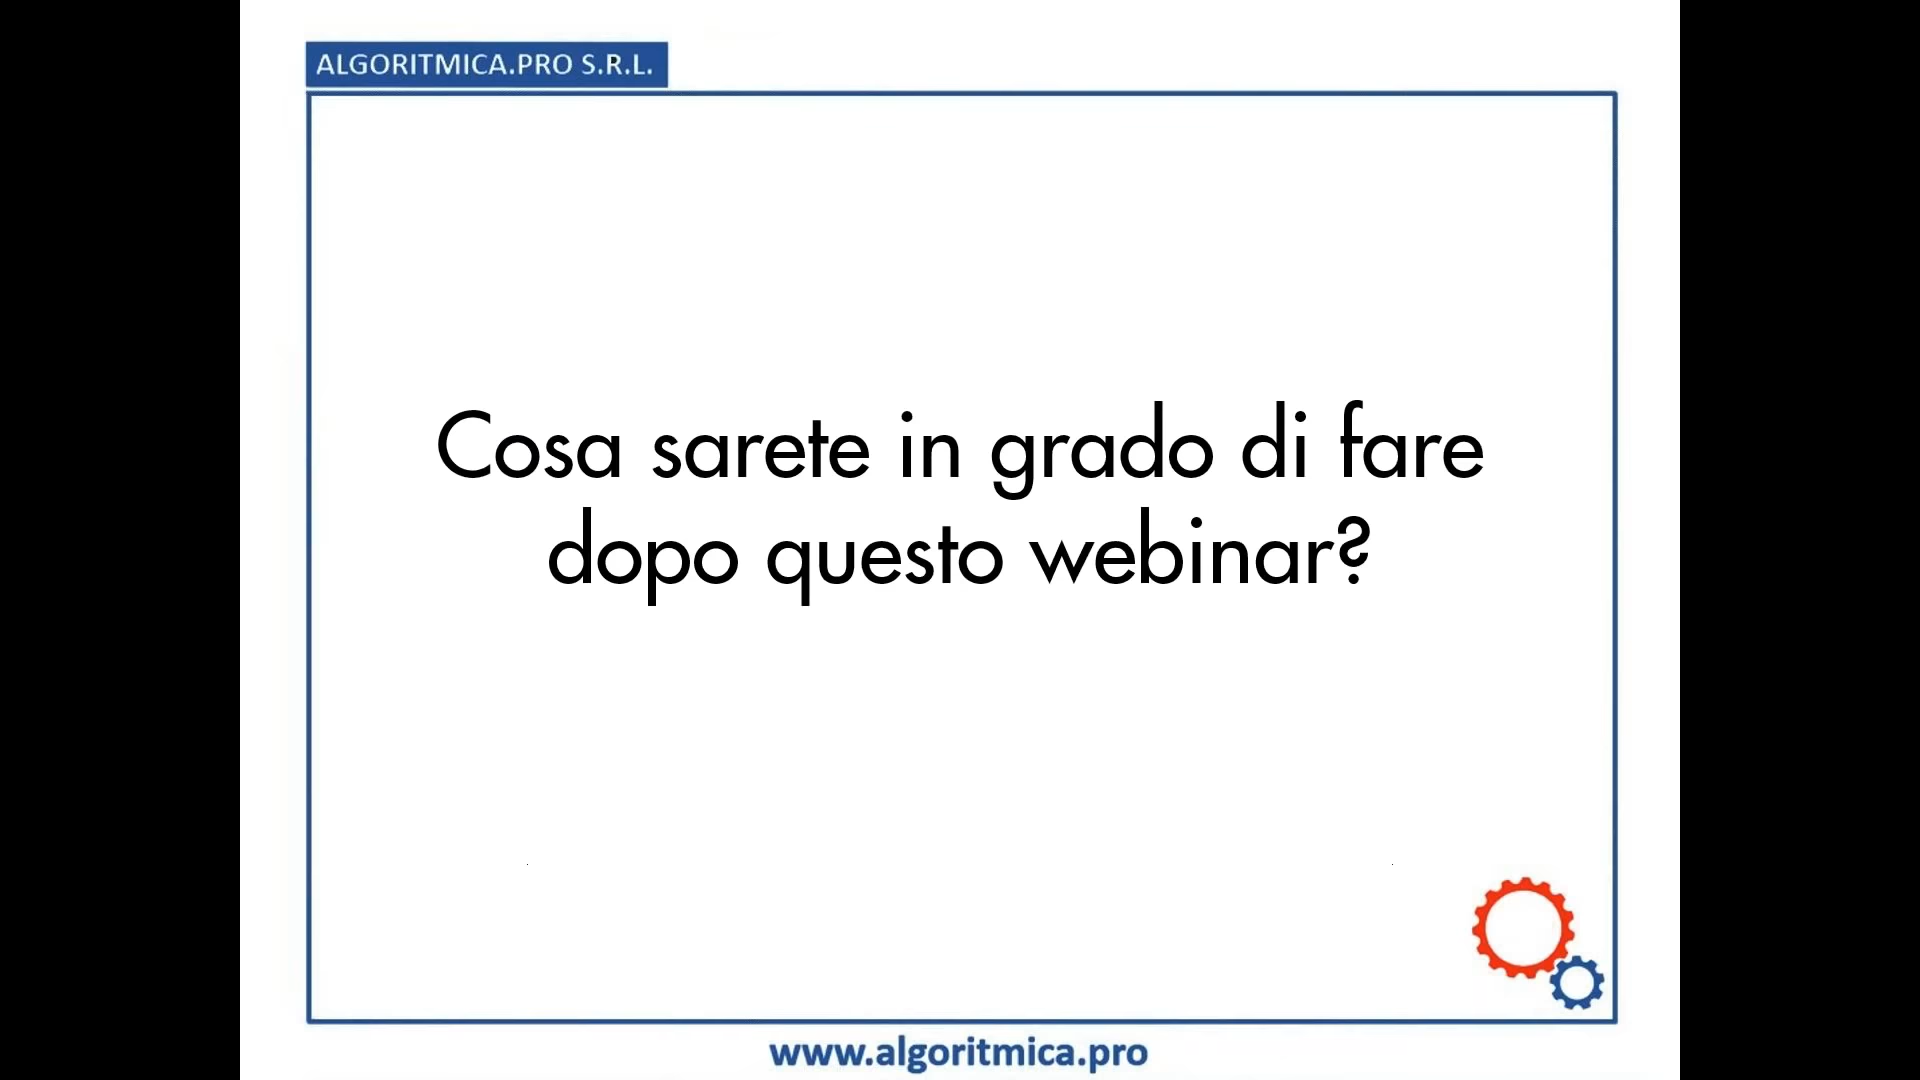 ALGORITMICA.PRO S.R.L.
Cosa sarete in grado di fare
dopo questo webinar?
www.algoritmica.pro